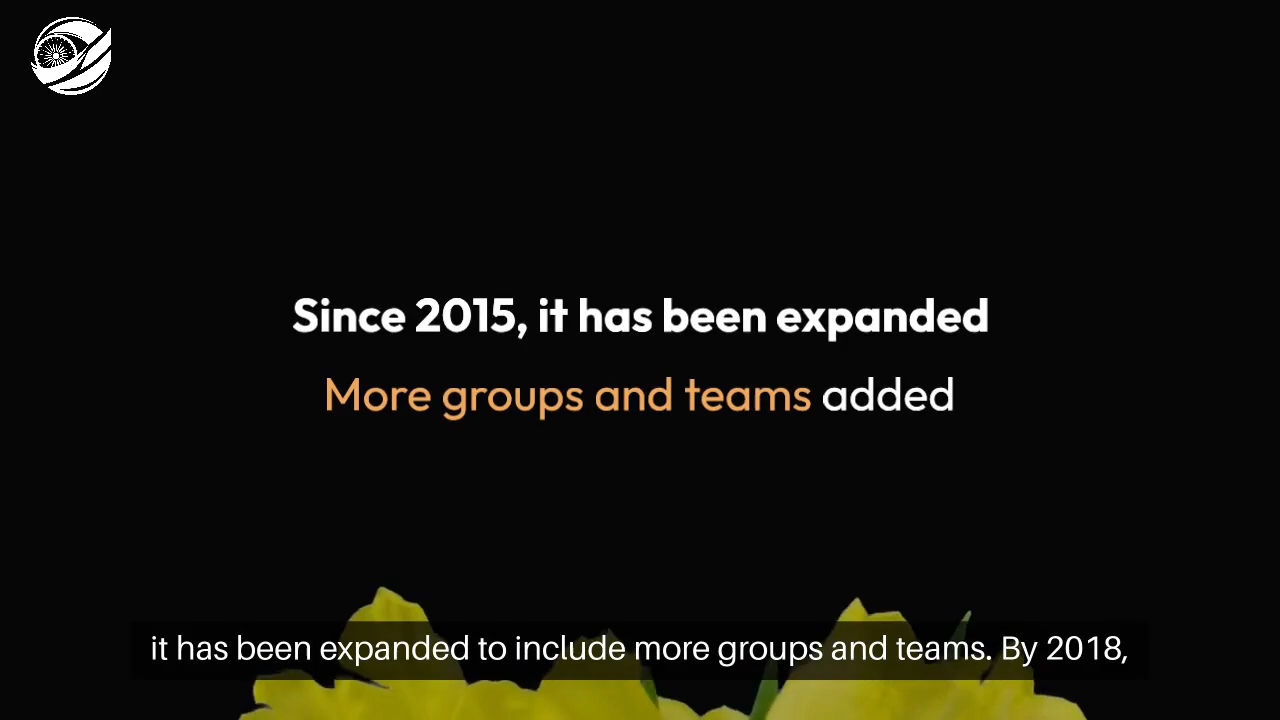 Since 2015, it has been expanded
More groups and teams added
it has been expanded to include more groups and teams. By 2018,